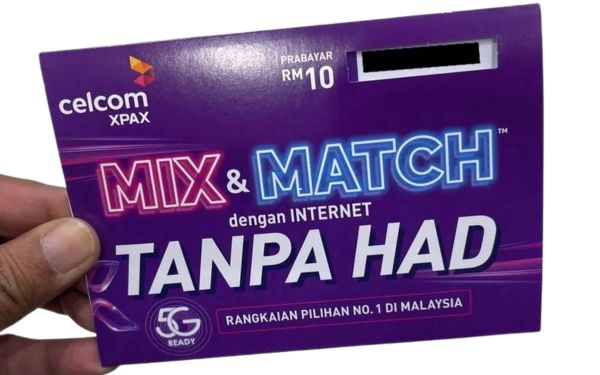 celcom
XPAX
PRABAYAR
RM10
MIX & MATCH™
dengan INTERNET
TANPA HAD
5G
READY
RANGKAIAN PILIHAN NO. 1 DI MALAYSIA